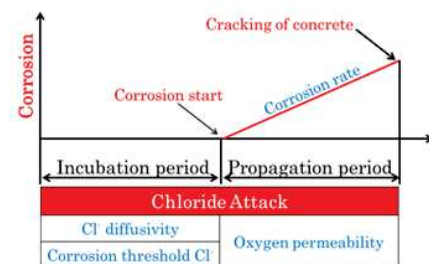 Cracking of concrete
Corrosion
Corrosion rate
Corrosion start
Incubation period
Propagation period
Chloride Attack
Cl⁻ diffusivity
Oxygen permeability
Corrosion threshold Cl⁻